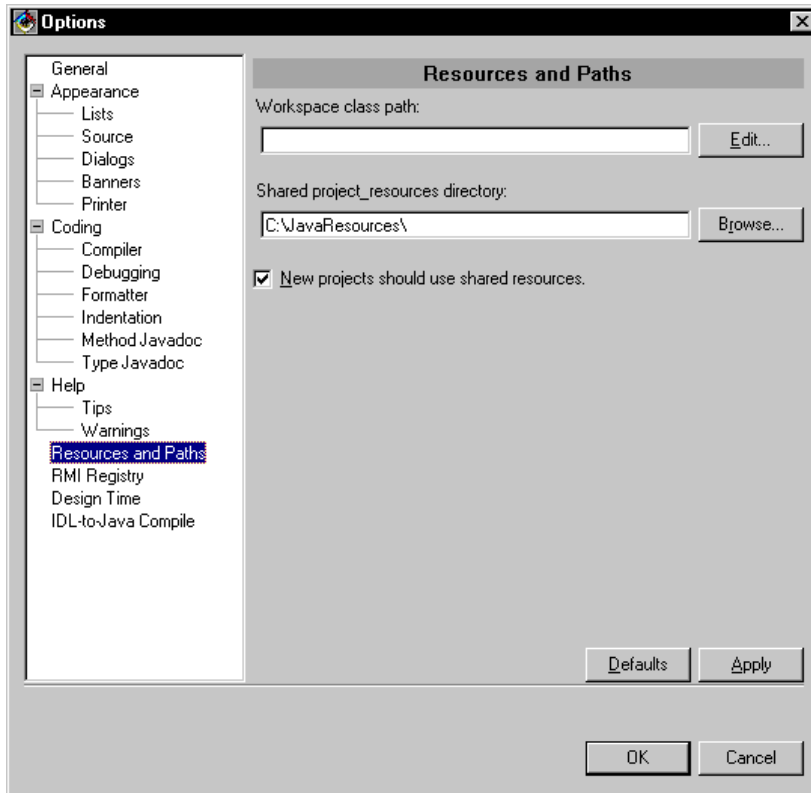 Options
General
Appearance
Lists
Source
Dialogs
Banners
Printer
Coding
Compiler
Debugging
Formatter
Indentation
Method Javadoc
Type Javadoc
Help
Tips
Warnings
Resources and Paths
RMI Registry
Design Time
IDL-to-Java Compile
Resources and Paths
Workspace class path:
Edit...
Shared project_resources directory:
C:\JavaResources\
Browse...
New projects should use shared resources.
Defaults
Apply
OK
Cancel